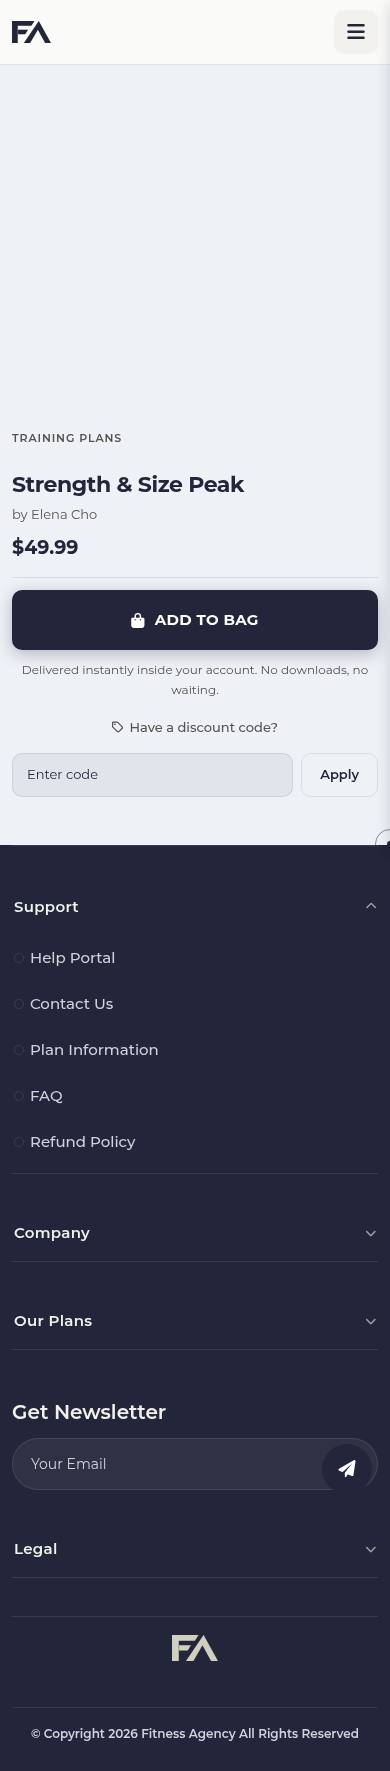 FA
TRAINING PLANS
Strength & Size Peak
by Elena Cho
$49.99
ADD TO BAG
Delivered instantly inside your account. No downloads, no
waiting.
Have a discount code?
Enter code
Apply
Support
Help Portal
Contact Us
Plan Information
FAQ
Refund Policy
Company
Our Plans
Get Newsletter
Your Email
Legal
FA
© Copyright 2026 Fitness Agency All Rights Reserved